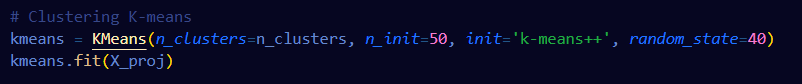 # Clustering K-means
kmeans = KMeans(n_clusters=n_clusters, n_init=50, init='k-means++', random_state=40)
kmeans.fit(X_proj)